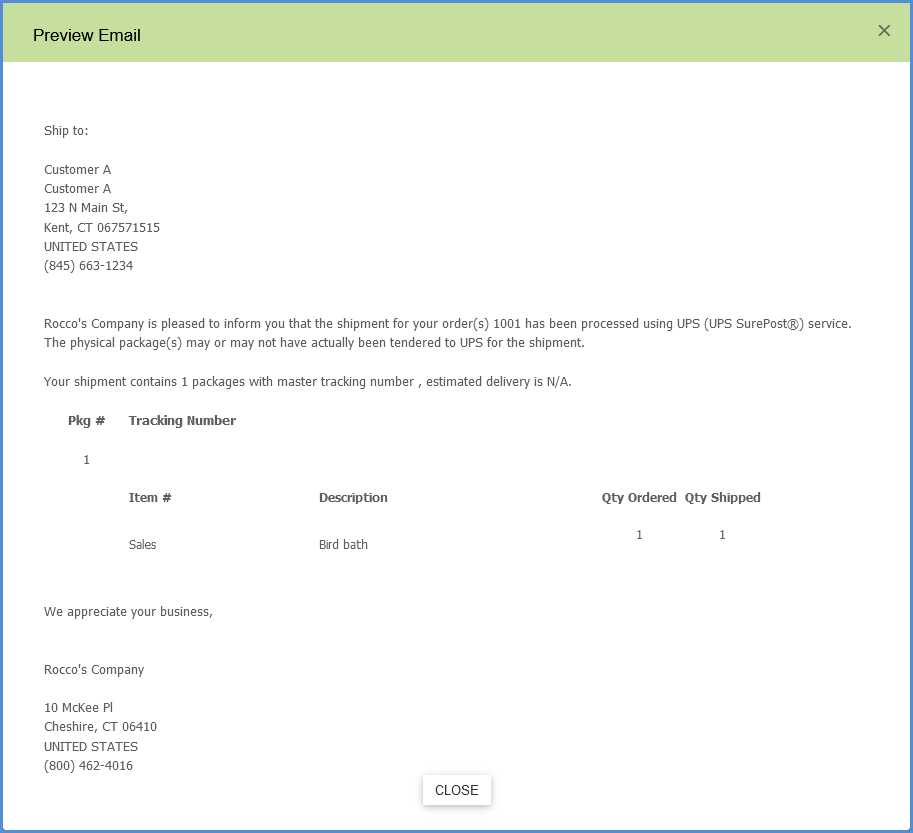 Preview Email
Ship to:
Customer A
Customer A
123 N Main St,
Kent, CT 067571515
UNITED STATES
(845) 663-1234
Rocco's Company is pleased to inform you that the shipment for your order(s) 1001 has been processed using UPS (UPS SurePost®) service.
The physical package(s) may or may not have actually been tendered to UPS for the shipment.
Your shipment contains 1 packages with master tracking number , estimated delivery is N/A.
Pkg # Tracking Number
1
Item # Description Qty Ordered Qty Shipped
Sales Bird bath 1 1
We appreciate your business,
Rocco's Company
10 McKee Pl
Cheshire, CT 06410
UNITED STATES
(800) 462-4016
CLOSE